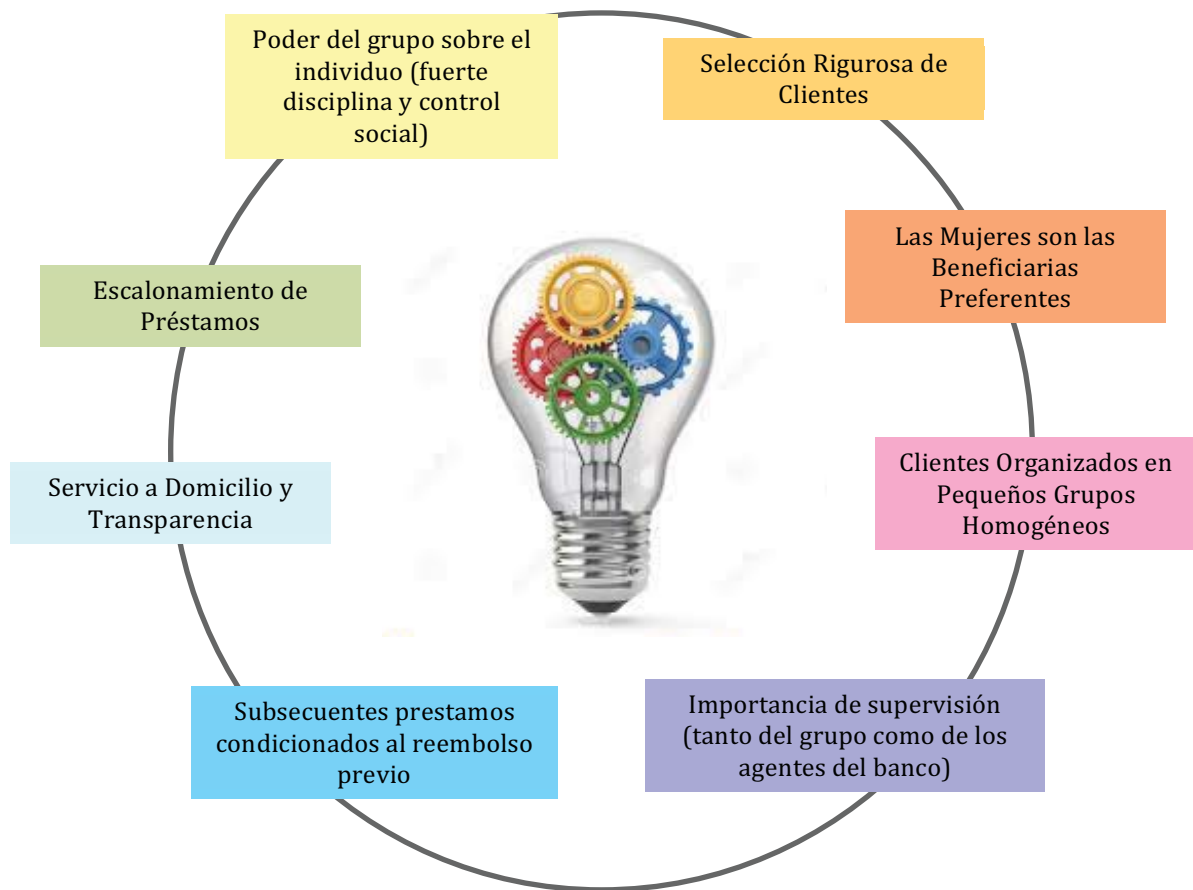 Poder del grupo sobre el
individuo (fuerte
disciplina y control
social)
Selección Rigurosa de
Clientes
Las Mujeres son las
Beneficiarias
Preferentes
Clientes Organizados en
Pequeños Grupos
Homogéneos
Importancia de supervisión
(tanto del grupo como de los
agentes del banco)
Subsecuentes prestamos
condicionados al reembolso
previo
Servicio a Domicilio y
Transparencia
Escalonamiento de
Préstamos